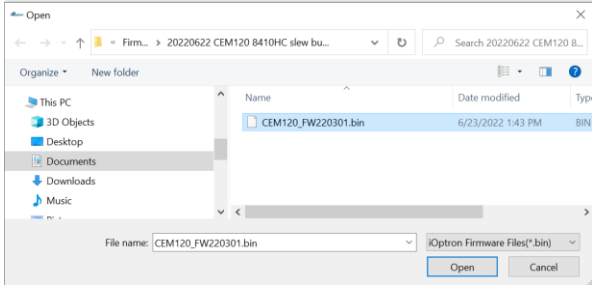 Open
« Firm... > 20220622 CEM120 8410HC slew bu...
Search 20220622 CEM120 8...
Organize
New folder
Name
Date modified
Typ
This PC
3D Objects
Desktop
Documents
Downloads
Music
CEM120_FW220301.bin
6/23/2022 1:43 PM
BIN
File name:
CEM120_FW220301.bin
iOptron Firmware Files(*.bin)
Open
Cancel